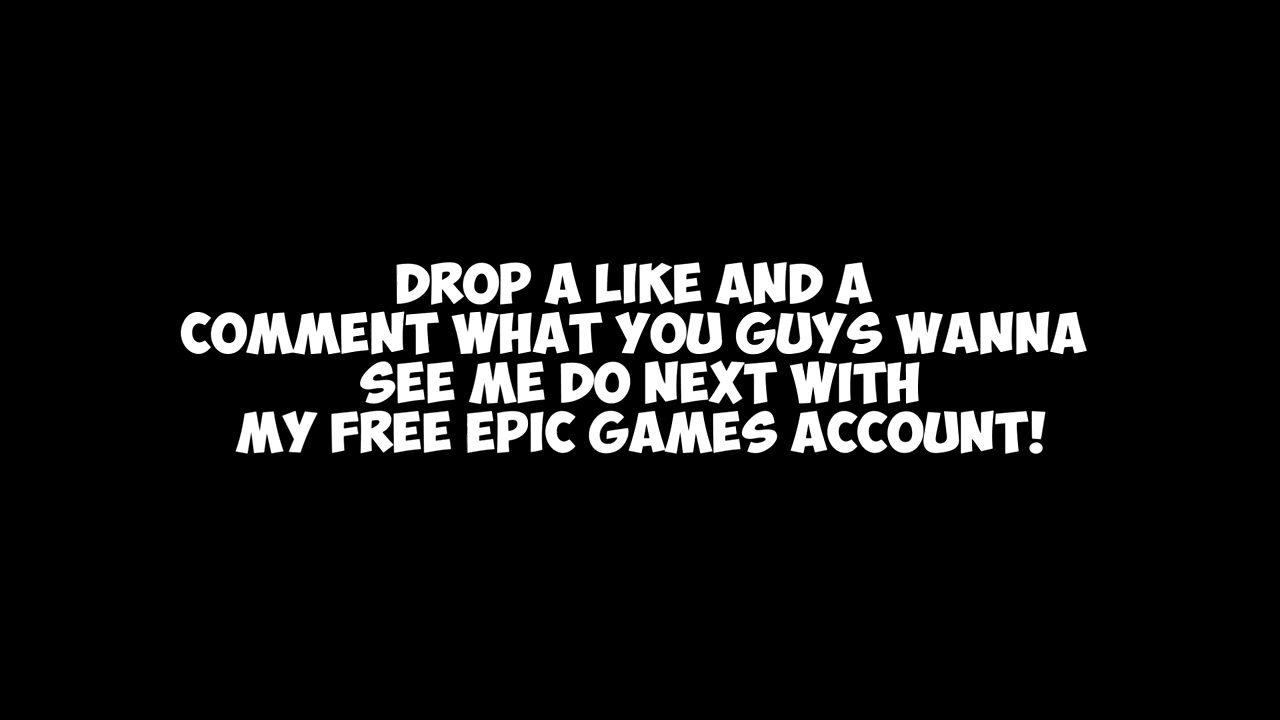 DROP A LIKE AND A
COMMENT WHAT YOU GUYS WANNA
SEE ME DO NEXT WITH
MY FREE EPIC GAMES ACCOUNT!